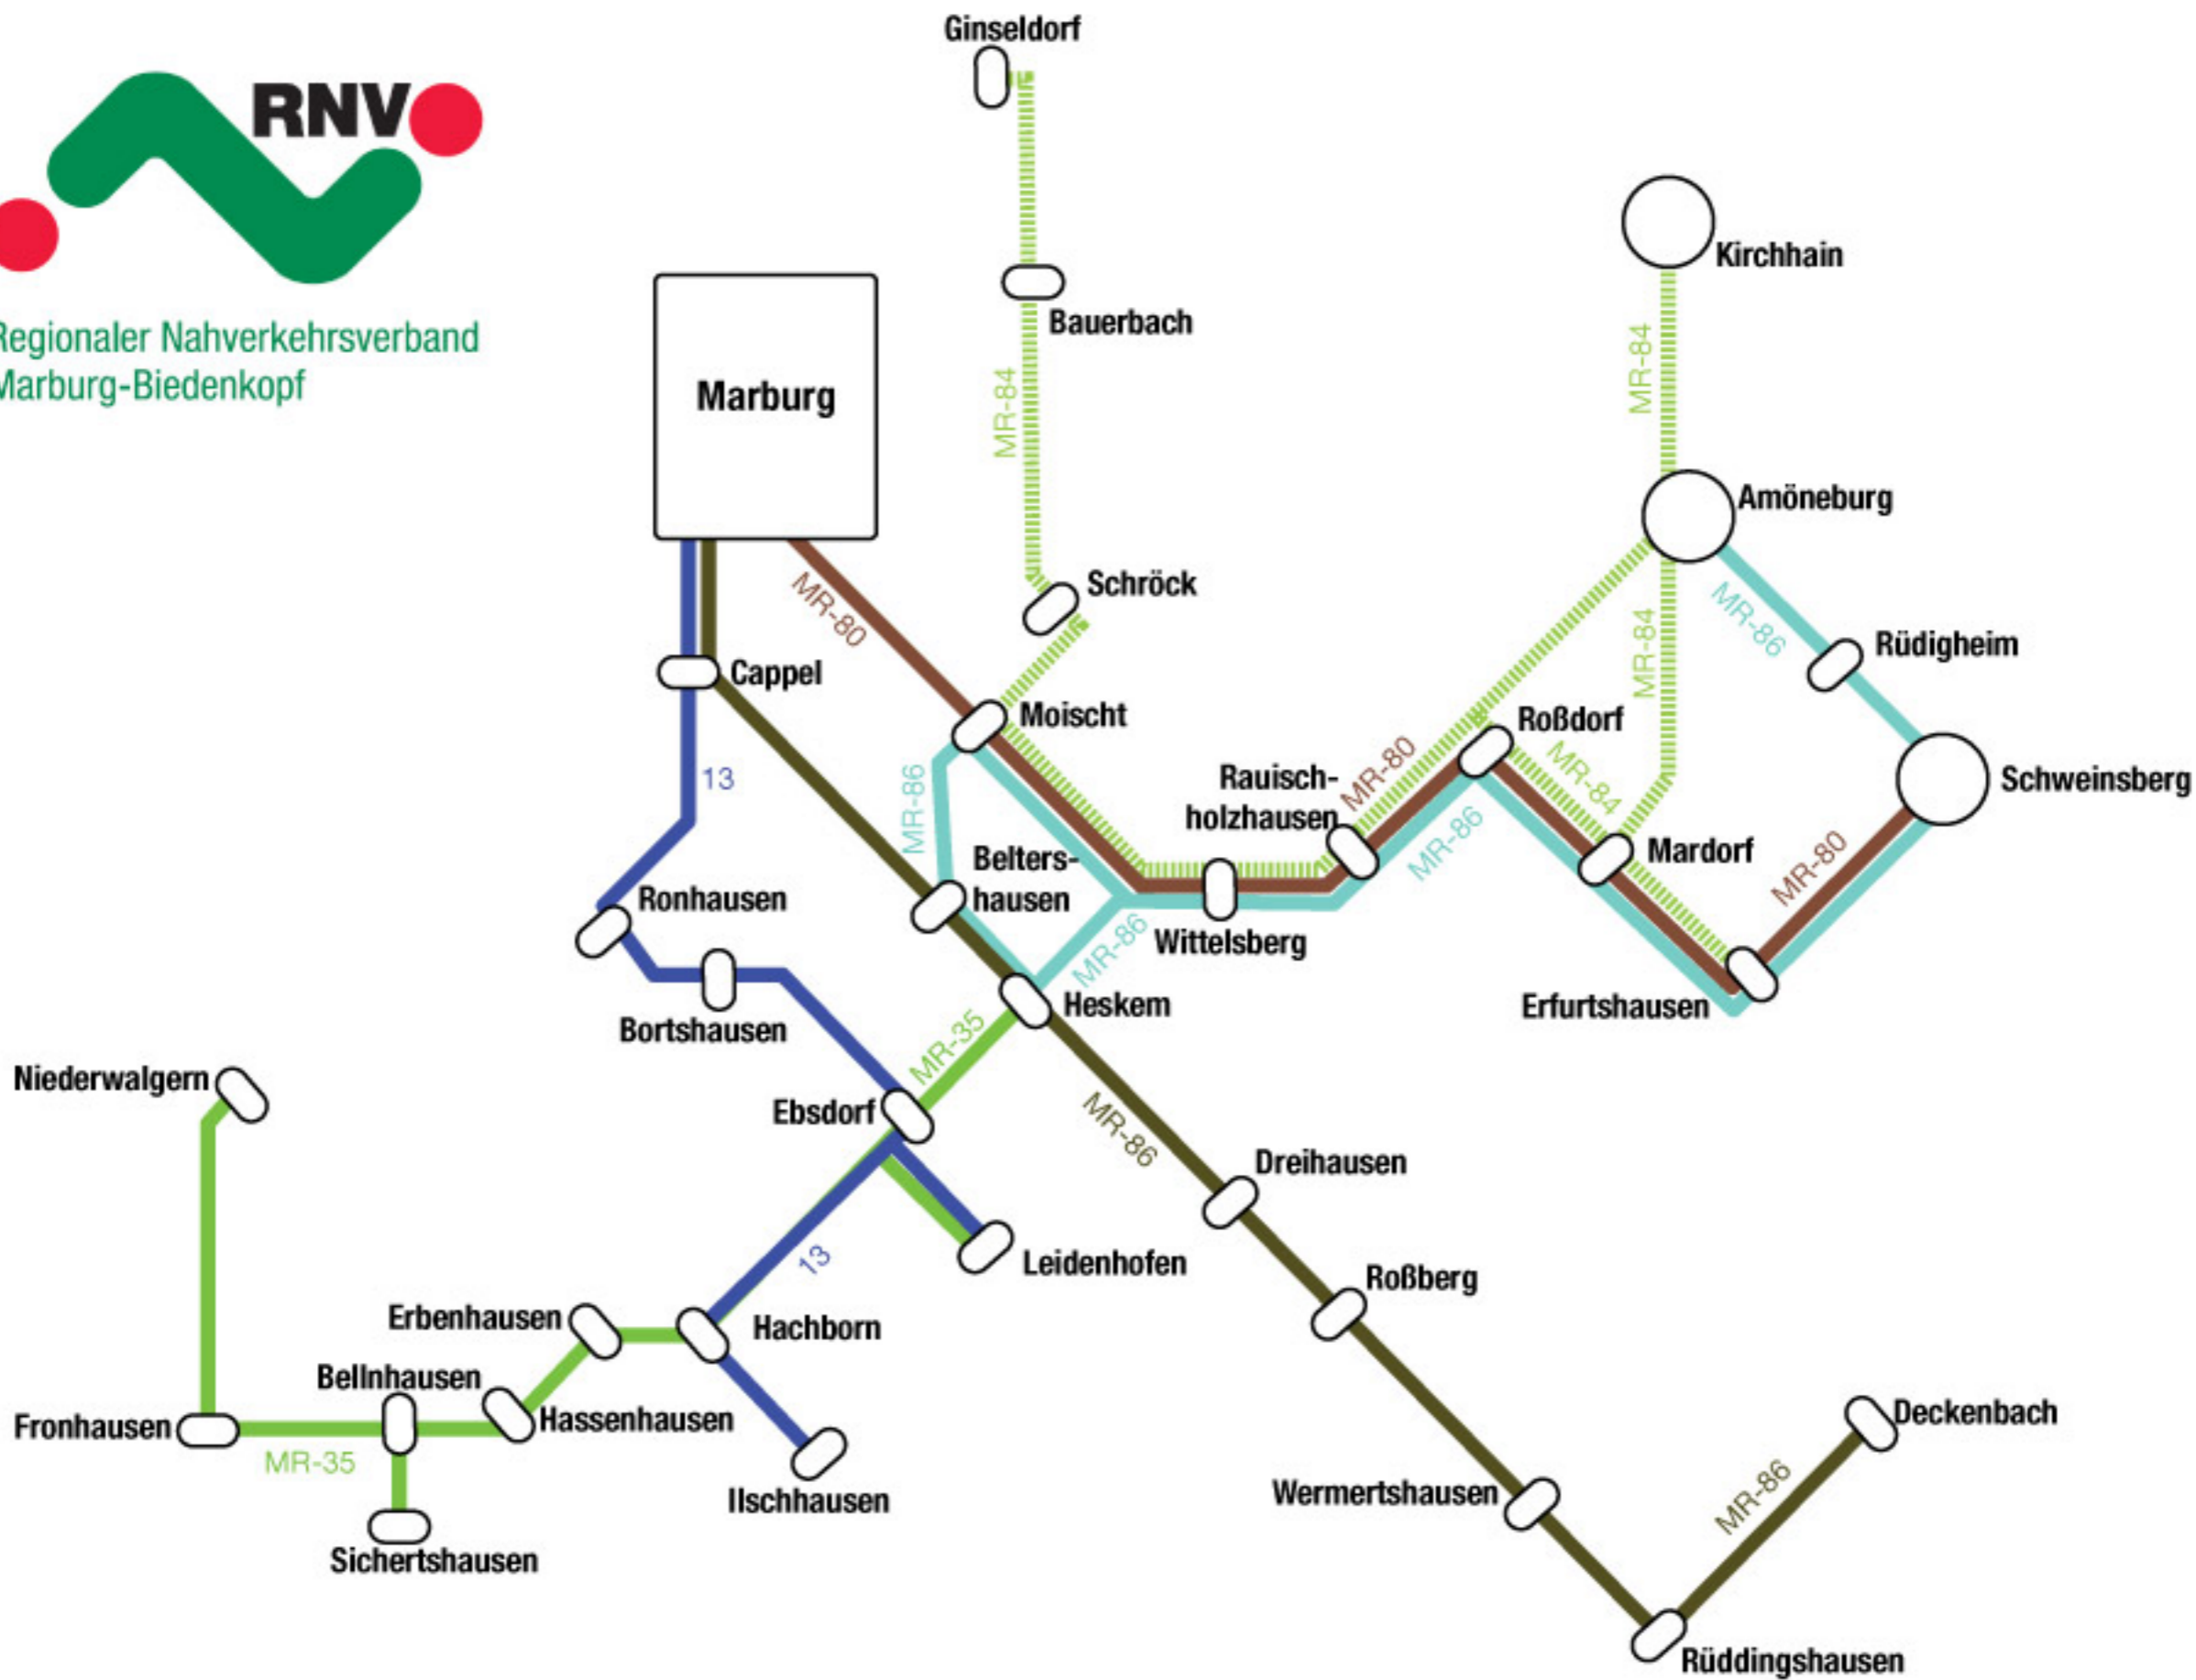 Ginseldorf
RNV
Kirchhain
Bauerbach
Regionaler Nahverkehrsverband
Marburg-Biedenkopf
MR-84
Marburg
MR-84
Amöneburg
Schröck
MR-80
MR-86
MR-84
Rüdigheim
Cappel
Moischt
Roßdorf
13
MR-86
Rauisch-
holzhausen
MR-80
MR-84
Schweinsberg
MR-86
Belters-
hausen
Mardorf
MR-80
Ronhausen
MR-86
Wittelsberg
Heskem
Erfurtshausen
Bortshausen
MR-35
Niederwalgern
Ebsdorf
MR-86
Dreihausen
13
Leidenhofen
Roßberg
Erbenhausen
Hachborn
Bellnhausen
Hassenhausen
Fronhausen
MR-35
Deckenbach
Ilschhausen
Wermertshausen
MR-86
Sichertshausen
Rüddingshausen